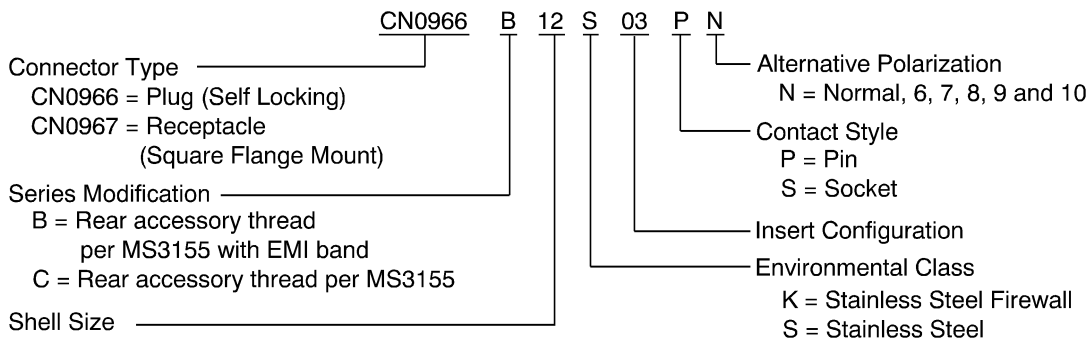 CN0966 B 12 S 03 P N
Connector Type
CN0966 = Plug (Self Locking)
CN0967 = Receptacle
(Square Flange Mount)
Series Modification
B = Rear accessory thread
per MS3155 with EMI band
C = Rear accessory thread per MS3155
Shell Size
Alternative Polarization
N = Normal, 6, 7, 8, 9 and 10
Contact Style
P = Pin
S = Socket
Insert Configuration
Environmental Class
K = Stainless Steel Firewall
S = Stainless Steel